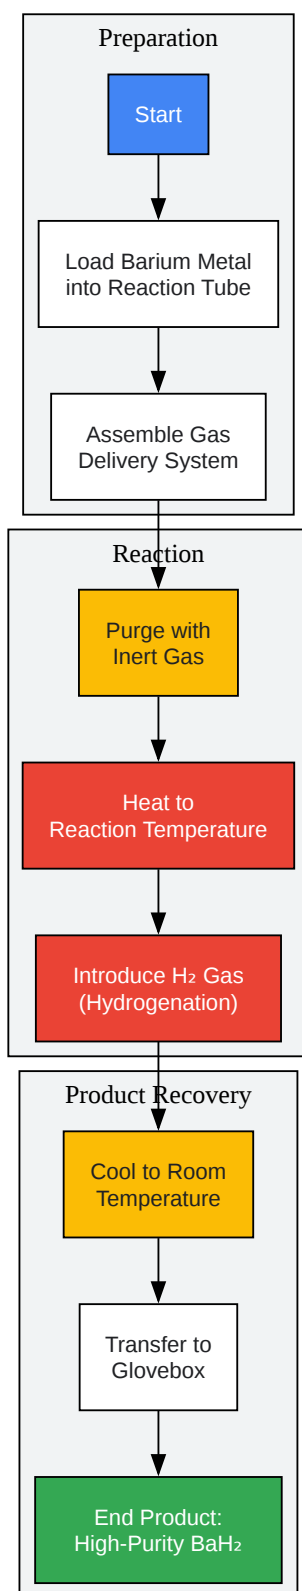 Preparation
Start
Load Barium Metal
into Reaction Tube
Assemble Gas
Delivery System
Reaction
Purge with
Inert Gas
Heat to
Reaction Temperature
Introduce H₂ Gas
(Hydrogenation)
Product Recovery
Cool to Room
Temperature
Transfer to
Glovebox
End Product:
High-Purity BaH₂